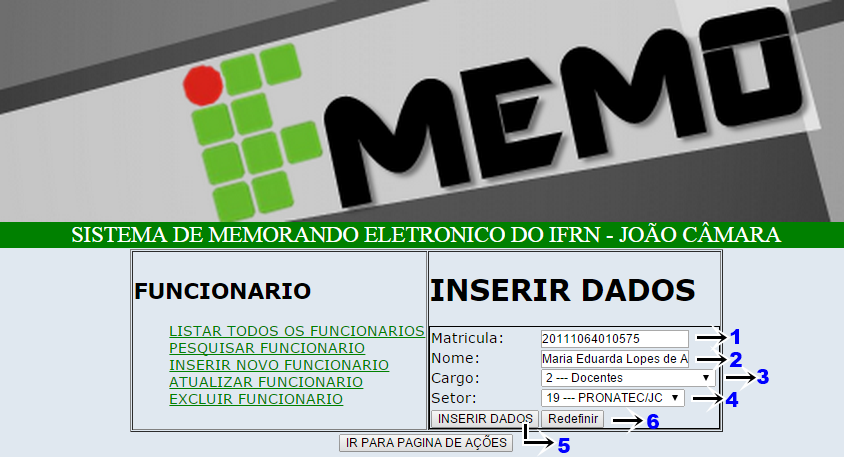 MEMO
SISTEMA DE MEMORANDO ELETRONICO DO IFRN - JOÃO CÂMARA
FUNCIONARIO
LISTAR TODOS OS FUNCIONARIOS
PESQUISAR FUNCIONARIO
INSERIR NOVO FUNCIONARIO
ATUALIZAR FUNCIONARIO
EXCLUIR FUNCIONARIO
INSERIR DADOS
Matricula: 20111064010575 1
Nome: Maria Eduarda Lopes de A 2
Cargo: 2 --- Docentes 3
Setor: 19 --- PRONATEC/JC 4
INSERIR DADOS Redefinir 6
IR PARA PAGINA DE AÇÕES 5